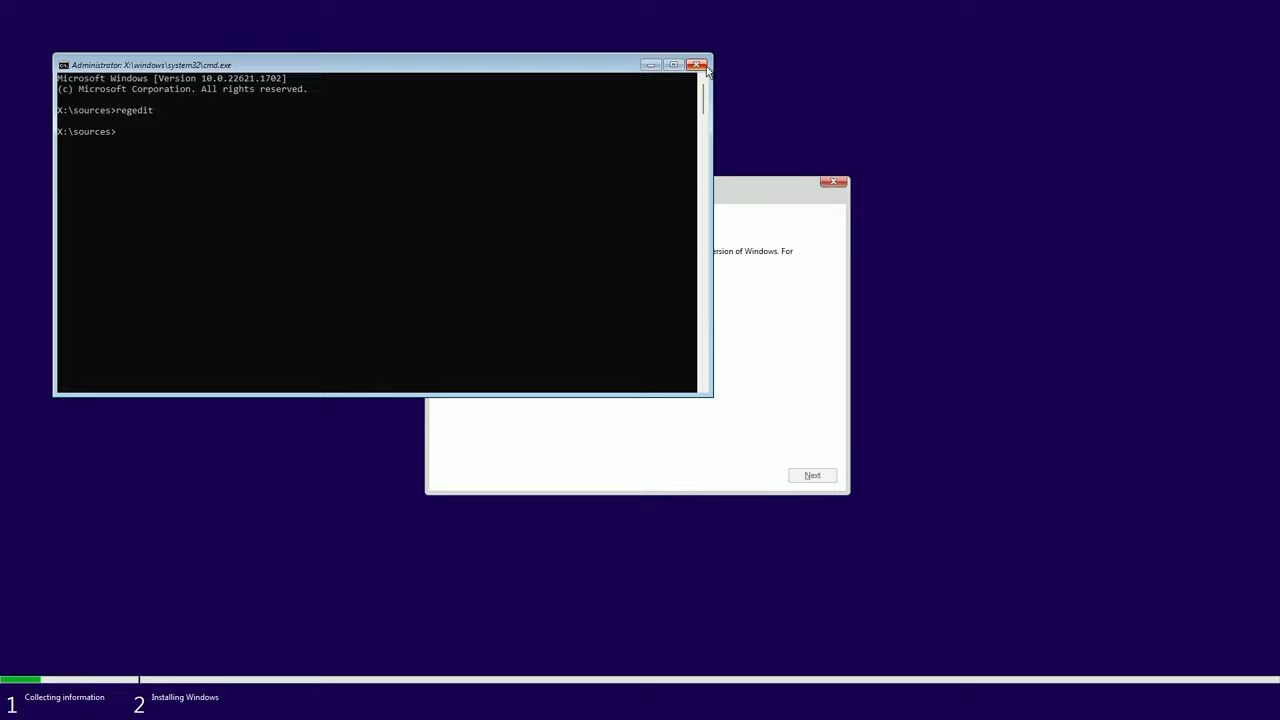 Administrator: X:\windows\system32\cmd.exe
Microsoft Windows [Version 10.0.22621.1702]
(c) Microsoft Corporation. All rights reserved.
X:\sources>regedit
X:\sources>
ersion of Windows. For
Next
1 Collecting information
2 Installing Windows